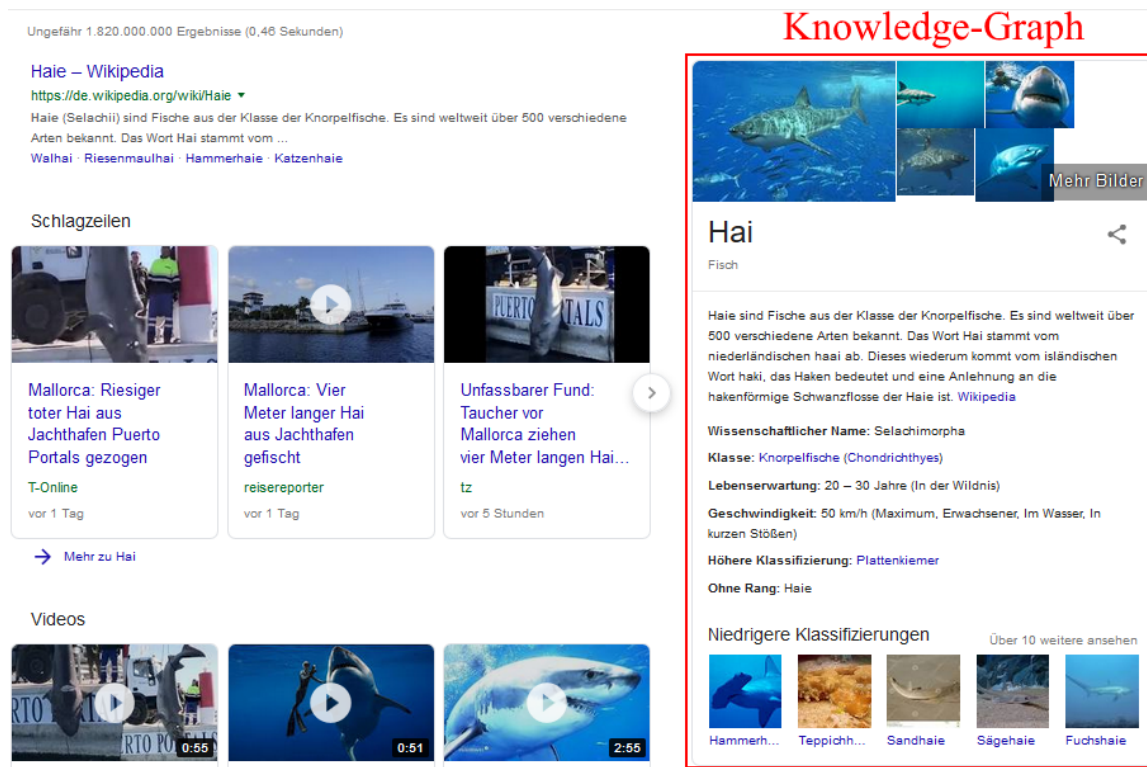 Ungefähr 1.820.000.000 Ergebnisse (0,46 Sekunden)
Haie – Wikipedia
https://de.wikipedia.org/wiki/Haie
Haie (Selachii) sind Fische aus der Klasse der Knorpelfische. Es sind weltweit über 500 verschiedene
Arten bekannt. Das Wort Hai stammt vom ...
Walhai · Riesenmaulhai · Hammerhaie · Katzenhaie
Schlagzeilen
PUERTO PORTALS
Mallorca: Riesiger
toter Hai aus
Jachthafen Puerto
Portals gezogen
T-Online
vor 1 Tag
Mallorca: Vier
Meter langer Hai
aus Jachthafen
gefischt
reisereporter
vor 1 Tag
Unfassbarer Fund:
Taucher vor
Mallorca ziehen
vier Meter langen Hai...
tz
vor 5 Stunden
Mehr zu Hai
Videos
0:55
0:51
2:55
Knowledge-Graph
Mehr Bilder
Hai
Fisch
Haie sind Fische aus der Klasse der Knorpelfische. Es sind weltweit über
500 verschiedene Arten bekannt. Das Wort Hai stammt vom
niederländischen haai ab. Dieses wiederum kommt vom isländischen
Wort haki, das Haken bedeutet und eine Anlehnung an die
hakenförmige Schwanzflosse der Haie ist. Wikipedia
Wissenschaftlicher Name: Selachimorpha
Klasse: Knorpelfische (Chondrichthyes)
Lebenserwartung: 20 – 30 Jahre (In der Wildnis)
Geschwindigkeit: 50 km/h (Maximum, Erwachsener, Im Wasser, In
kurzen Stößen)
Höhere Klassifizierung: Plattenkiemer
Ohne Rang: Haie
Niedrigere Klassifizierungen
Über 10 weitere ansehen
Hammerh...
Teppichh...
Sandhaie
Sägehaie
Fuchshaie